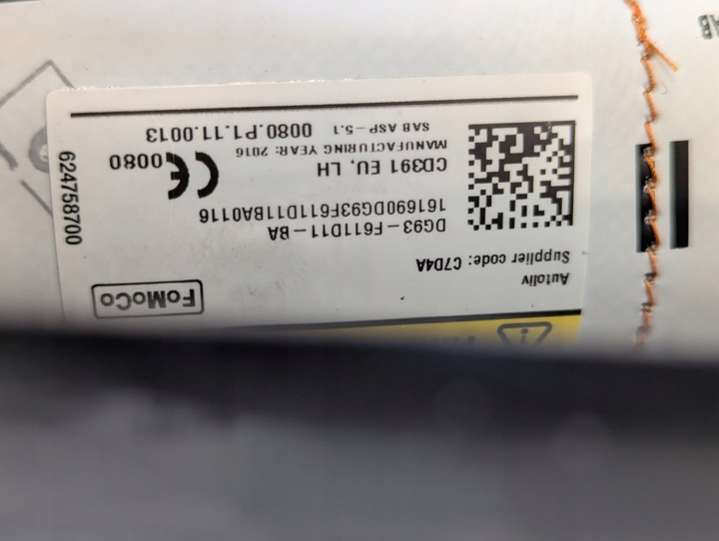 Autoliv
Supplier code: C7D4A
FoMoCo
DG93-F611D11-BA
161690DG93F611D11BA0116
CD391 EU, LH
MANUFACTURING YEAR: 2016
CE 0080
SAB ASP-5.1 0080.P1.11.0013
624758700